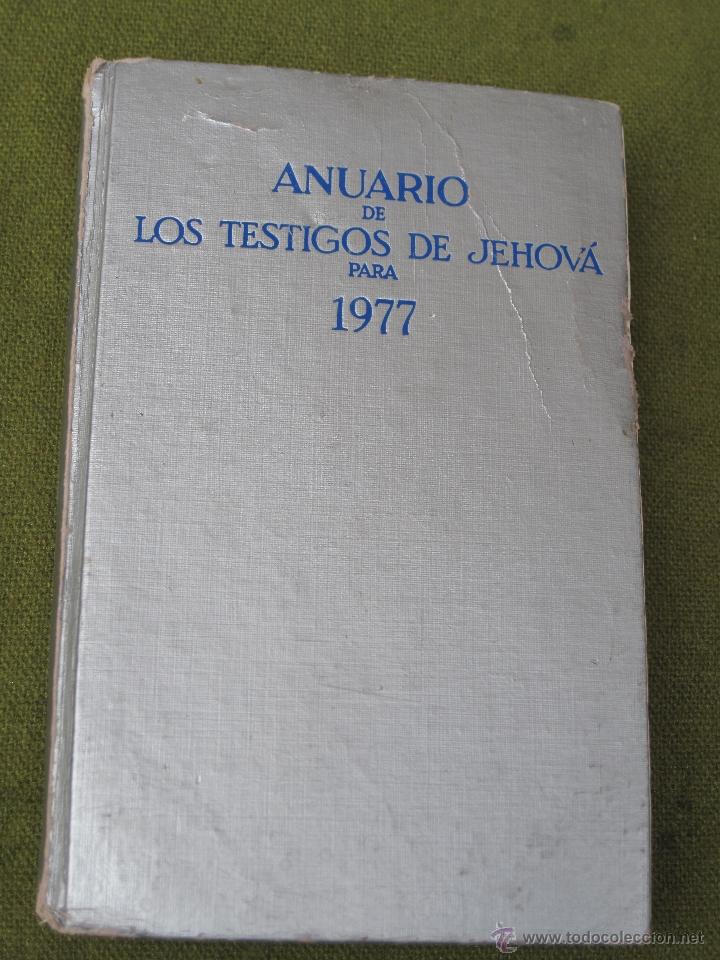 ANUARIO
DE
LOS TESTIGOS DE JEHOVÁ
PARA
1977
© www.todocoleccion.net